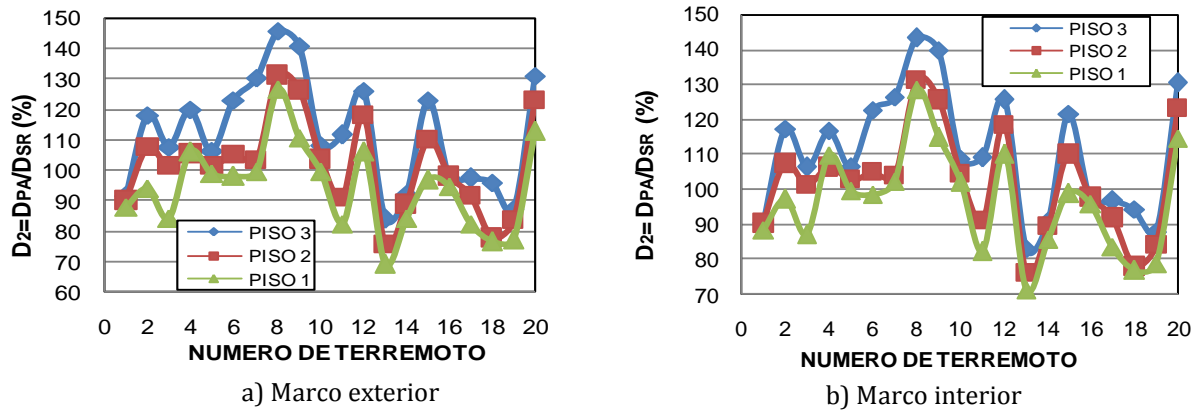 D2= DPA/DSR (%)
150
140
130
120
110
100
90
80
70
60
PISO 3
PISO 2
PISO 1
0 2 4 6 8 10 12 14 16 18 20
NUMERO DE TERREMOTO
a) Marco exterior
D2= DPA/DSR (%)
150
140
130
120
110
100
90
80
70
PISO 3
PISO 2
PISO 1
0 2 4 6 8 10 12 14 16 18 20
NUMERO DE TERREMOTO
b) Marco interior